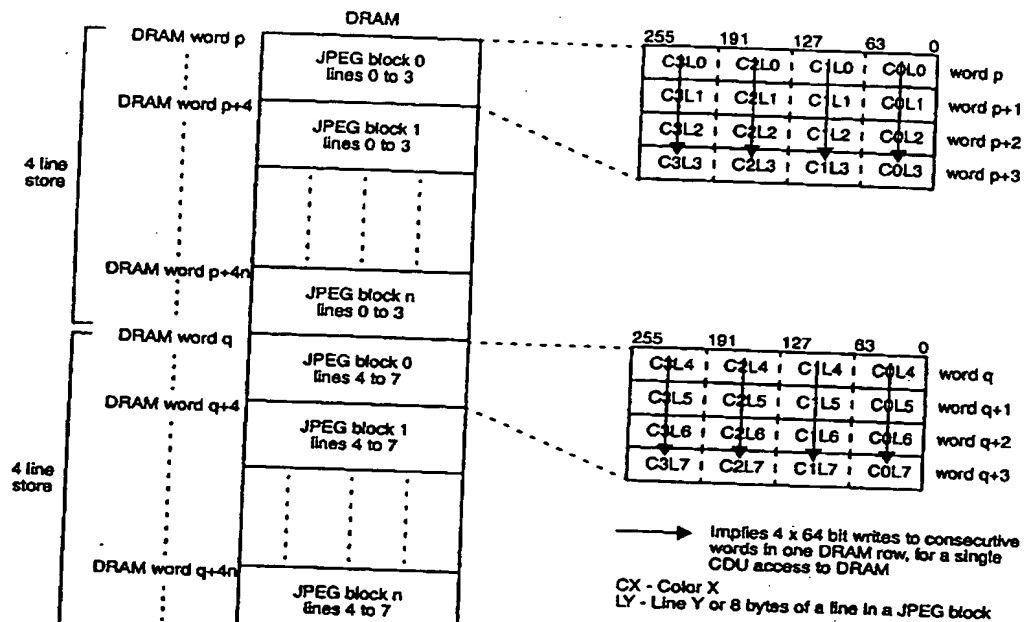 DRAM
DRAM word p
JPEG block 0
lines 0 to 3
DRAM word p+4
JPEG block 1
lines 0 to 3
4 line
store
DRAM word p+4n
JPEG block n
lines 0 to 3
DRAM word q
JPEG block 0
lines 4 to 7
DRAM word q+4
JPEG block 1
lines 4 to 7
4 line
store
DRAM word q+4n
JPEG block n
lines 4 to 7
255 191 127 63 0
C3L0 C2L0 C1L0 C0L0 word p
C3L1 C2L1 C1L1 C0L1 word p+1
C3L2 C2L2 C1L2 C0L2 word p+2
C3L3 C2L3 C1L3 C0L3 word p+3
255 191 127 63 0
C3L4 C2L4 C1L4 C0L4 word q
C3L5 C2L5 C1L5 C0L5 word q+1
C3L6 C2L6 C1L6 C0L6 word q+2
C3L7 C2L7 C1L7 C0L7 word q+3
Implies 4 x 64 bit writes to consecutive
words in one DRAM row, for a single
CDU access to DRAM
CX - Color X
LY - Line Y or 8 bytes of a line in a JPEG block